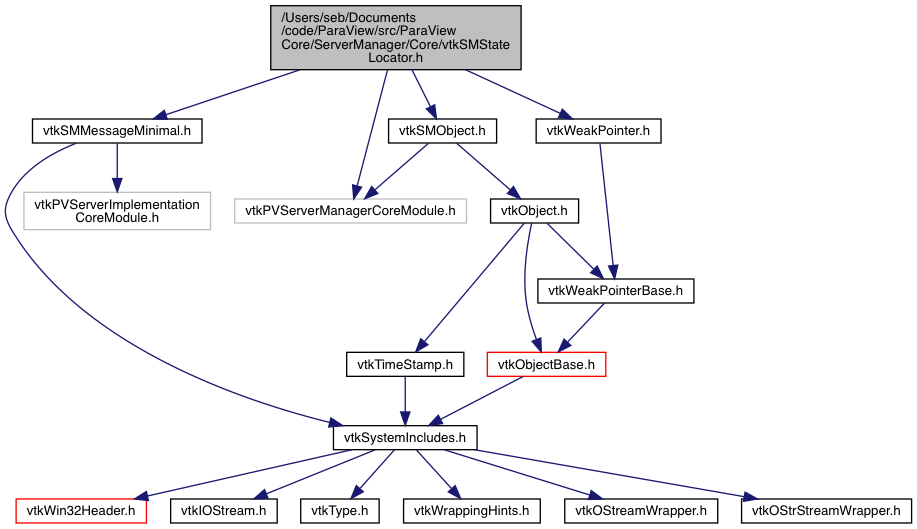 /Users/seb/Documents
/code/ParaView/src/ParaView
Core/ServerManager/Core/vtkSMState
Locator.h
vtkSMMessageMinimal.h
vtkSMObject.h
vtkWeakPointer.h
vtkPVServerImplementation
CoreModule.h
vtkPVServerManagerCoreModule.h
vtkObject.h
vtkWeakPointerBase.h
vtkTimeStamp.h
vtkObjectBase.h
vtkSystemIncludes.h
vtkWin32Header.h
vtkIOStream.h
vtkType.h
vtkWrappingHints.h
vtkOStreamWrapper.h
vtkOStrStreamWrapper.h